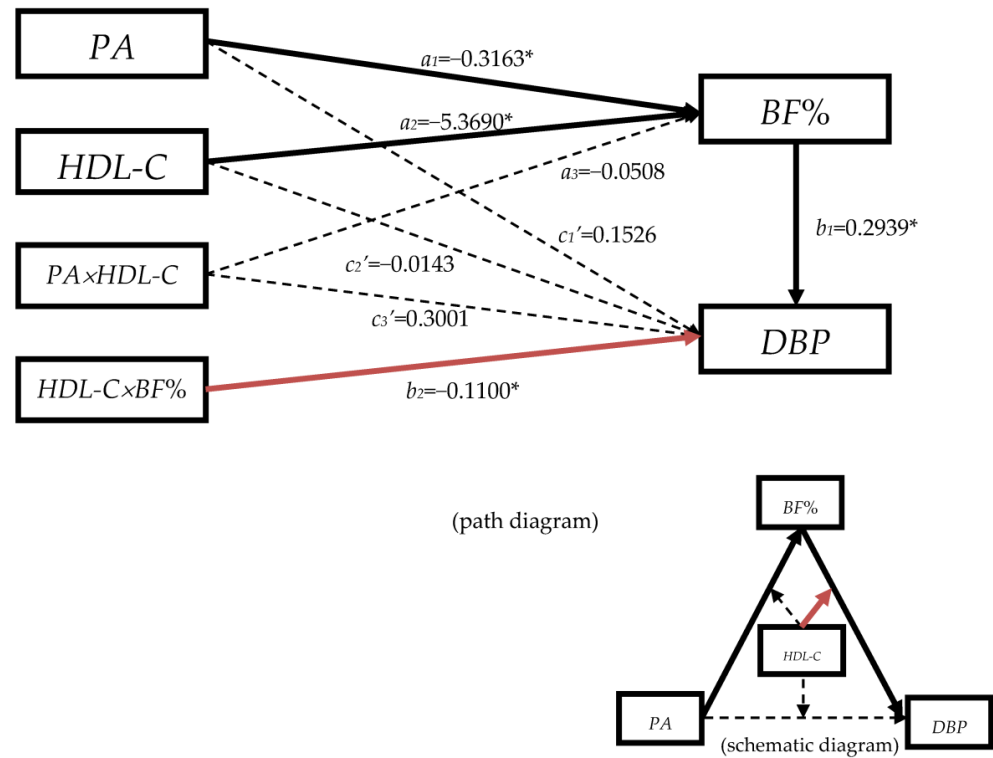 PA
a₁=−0.3163*
BF%
a₂=−5.3690*
HDL-C
a₃=−0.0508
c₁’=0.1526
b₁=0.2939*
PA×HDL-C
c₂’=−0.0143
c₃’=0.3001
DBP
HDL-C×BF%
b₂=−0.1100*
(path diagram)
BF%
HDL-C
PA
DBP
(schematic diagram)